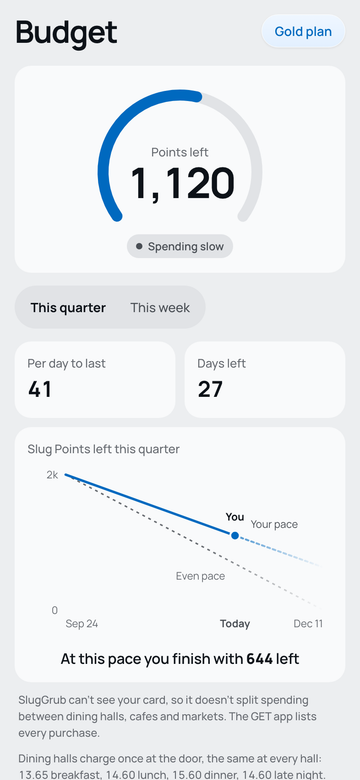 Budget
Gold plan
Points left
1,120
Spending slow
This quarter
This week
Per day to last
41
Days left
27
Slug Points left this quarter
2k
You
Your pace
Even pace
0
Sep 24
Today
Dec 11
At this pace you finish with 644 left
SlugGrub can't see your card, so it doesn't split spending
between dining halls, cafes and markets. The GET app lists
every purchase.
Dining halls charge once at the door, the same at every hall:
13.65 breakfast, 14.60 lunch, 15.60 dinner, 14.60 late night.